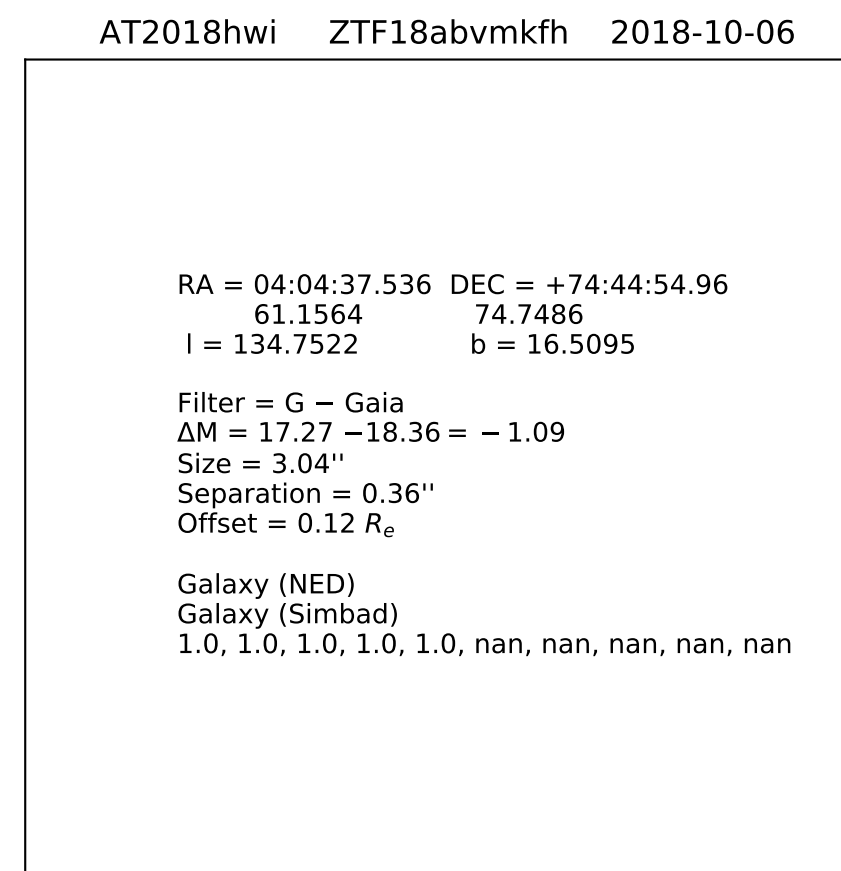 AT2018hwi ZTF18abvmkfh 2018-10-06
RA = 04:04:37.536 DEC = +74:44:54.96
61.1564 74.7486
l = 134.7522 b = 16.5095
Filter = G − Gaia
ΔM = 17.27 −18.36 = − 1.09
Size = 3.04''
Separation = 0.36''
Offset = 0.12 Re
Galaxy (NED)
Galaxy (Simbad)
1.0, 1.0, 1.0, 1.0, 1.0, nan, nan, nan, nan, nan